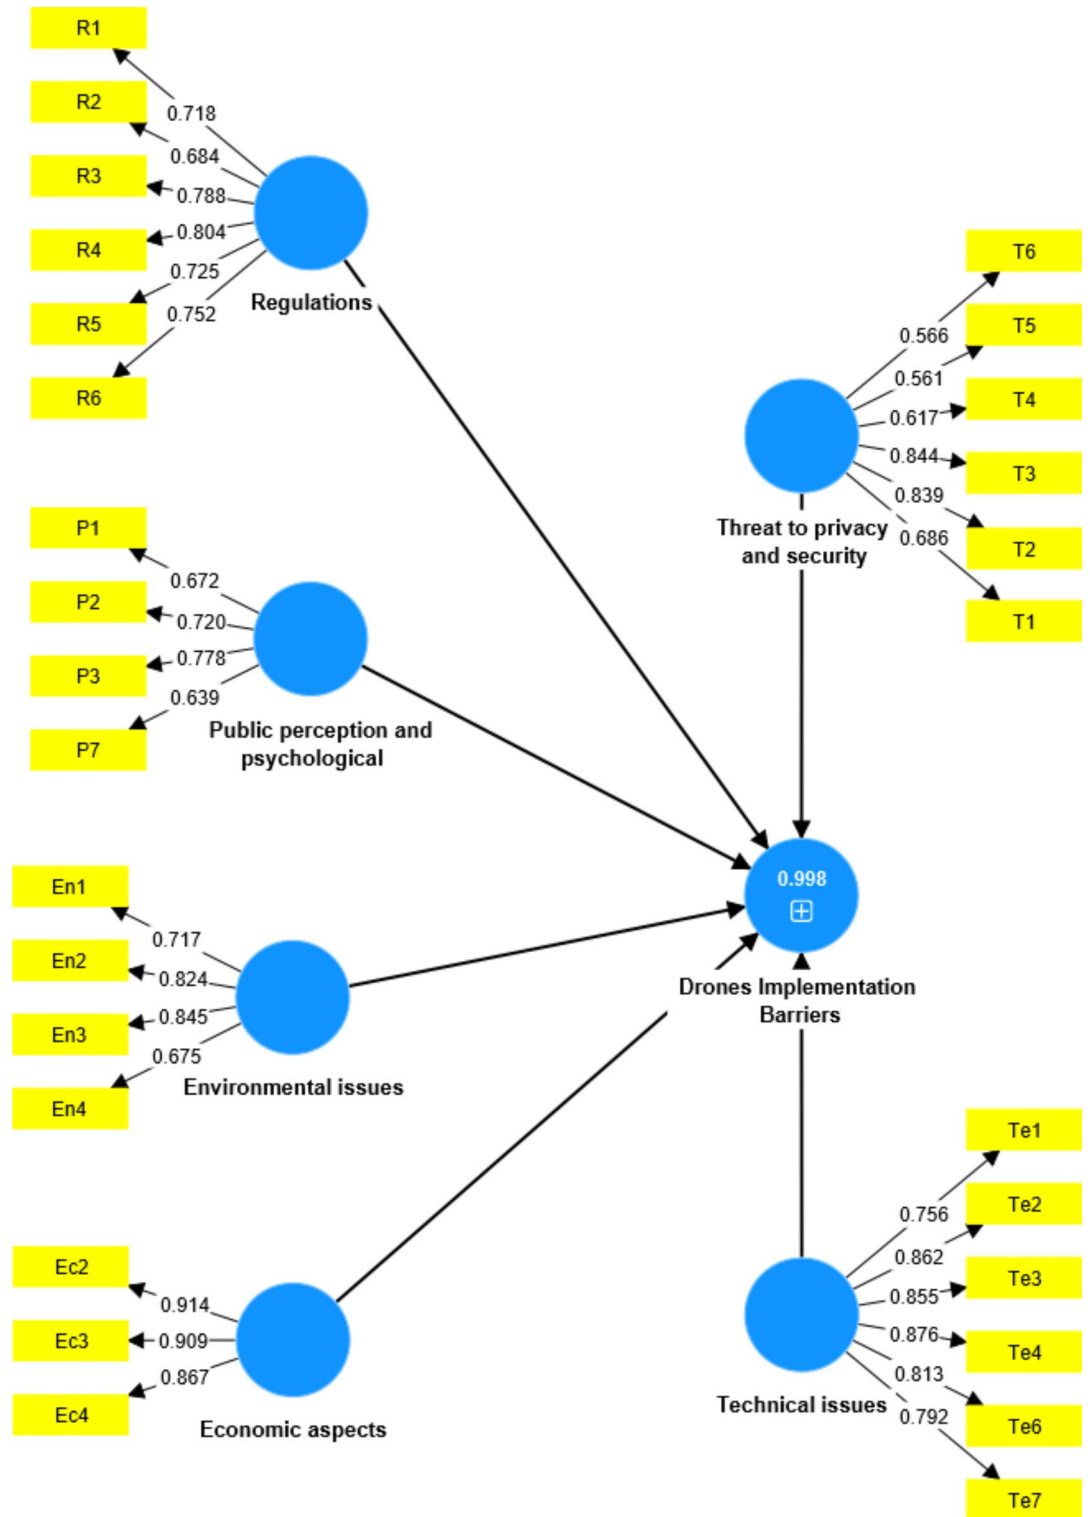 R1
R2
R3
R4
R5
R6
0.718
0.684
0.788
0.804
0.725
0.752
Regulations
P1
P2
P3
P7
0.672
0.720
0.778
0.639
Public perception and
psychological
En1
En2
En3
En4
0.717
0.824
0.845
0.675
Environmental issues
Ec2
Ec3
Ec4
0.914
0.909
0.867
Economic aspects
T6
T5
T4
T3
T2
T1
0.566
0.561
0.617
0.844
0.839
0.686
Threat to privacy
and security
0.998
Drones Implementation
Barriers
Te1
Te2
Te3
Te4
Te6
Te7
0.756
0.862
0.855
0.876
0.813
0.792
Technical issues